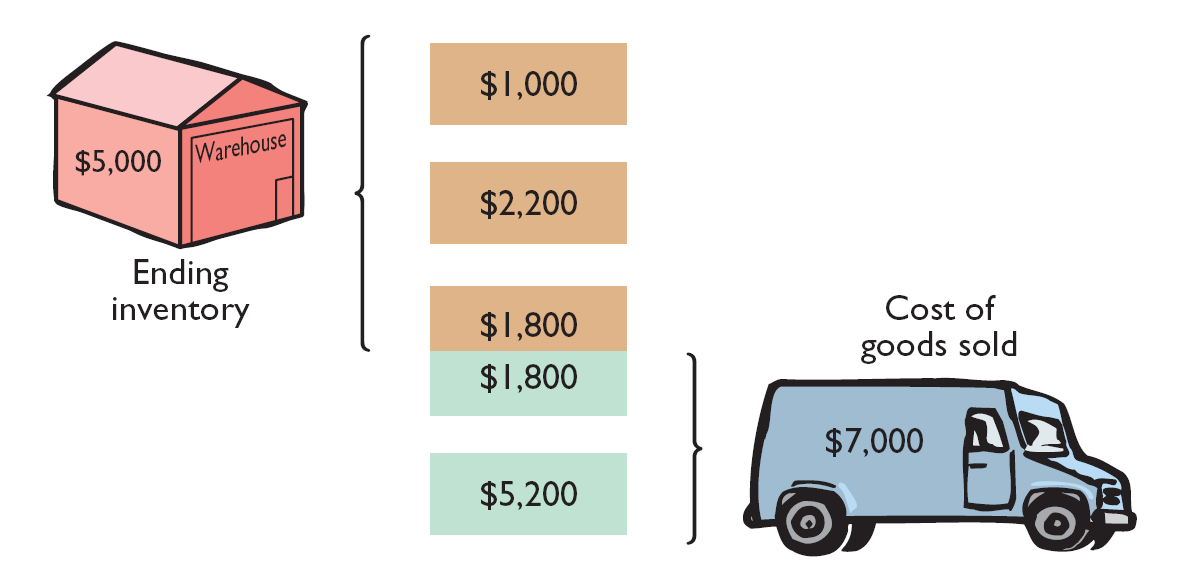 $1,000
$5,000
Warehouse
$2,200
Ending
inventory
$1,800
$1,800
Cost of
goods sold
$7,000
$5,200